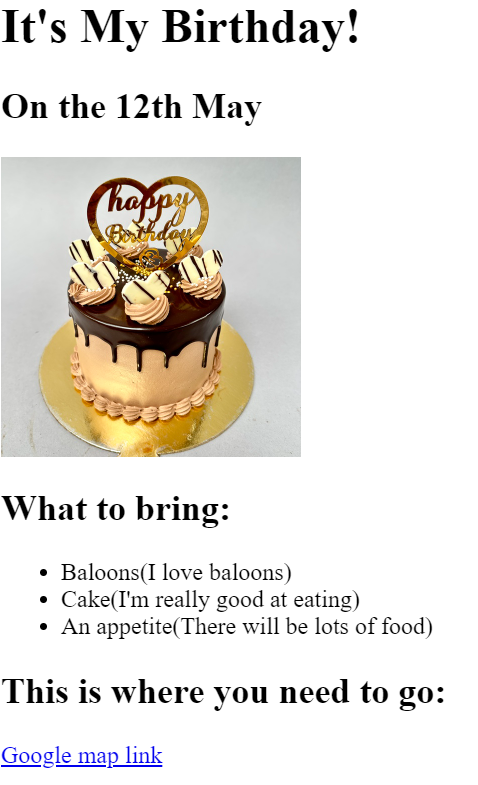 It's My Birthday!
On the 12th May
happy
Birthday
What to bring:
Baloons(I love baloons)
Cake(I'm really good at eating)
An appetite(There will be lots of food)
This is where you need to go:
Google map link